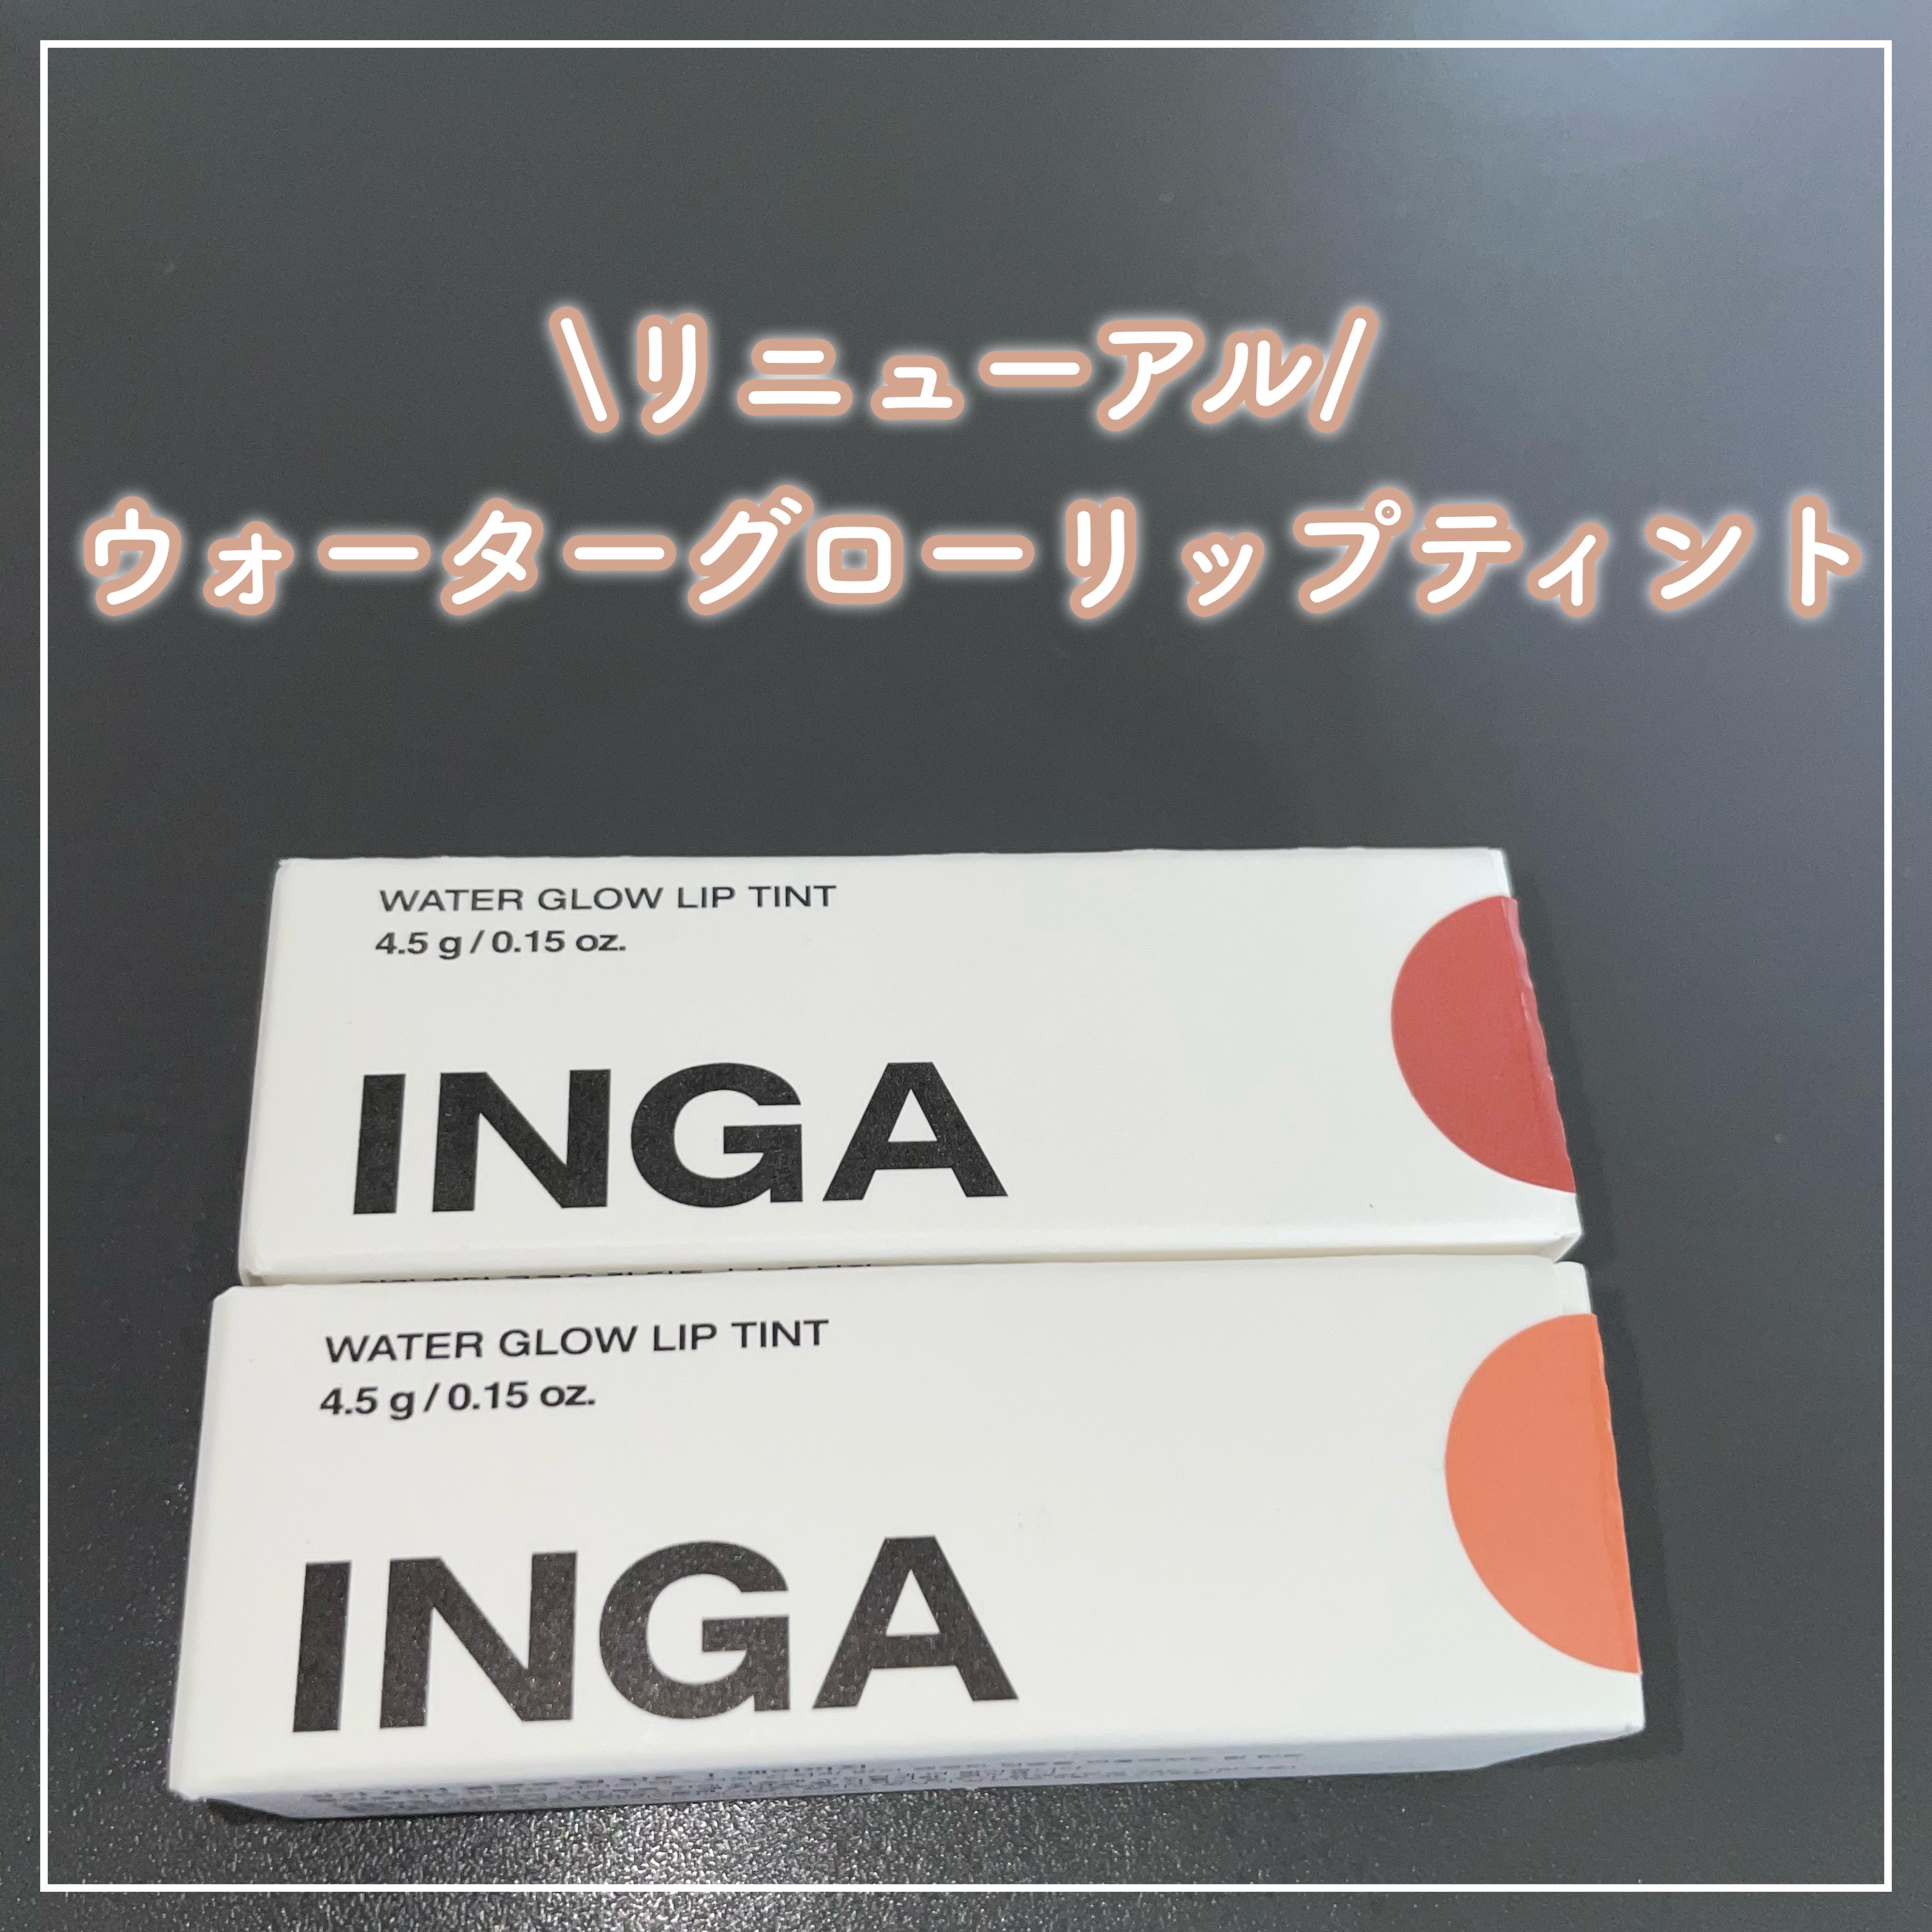 \リニューアル/
ウォーターグローリップティント
WATER GLOW LIP TINT
4.5 g / 0.15 oz.
INGA
WATER GLOW LIP TINT
4.5 g / 0.15 oz.
INGA